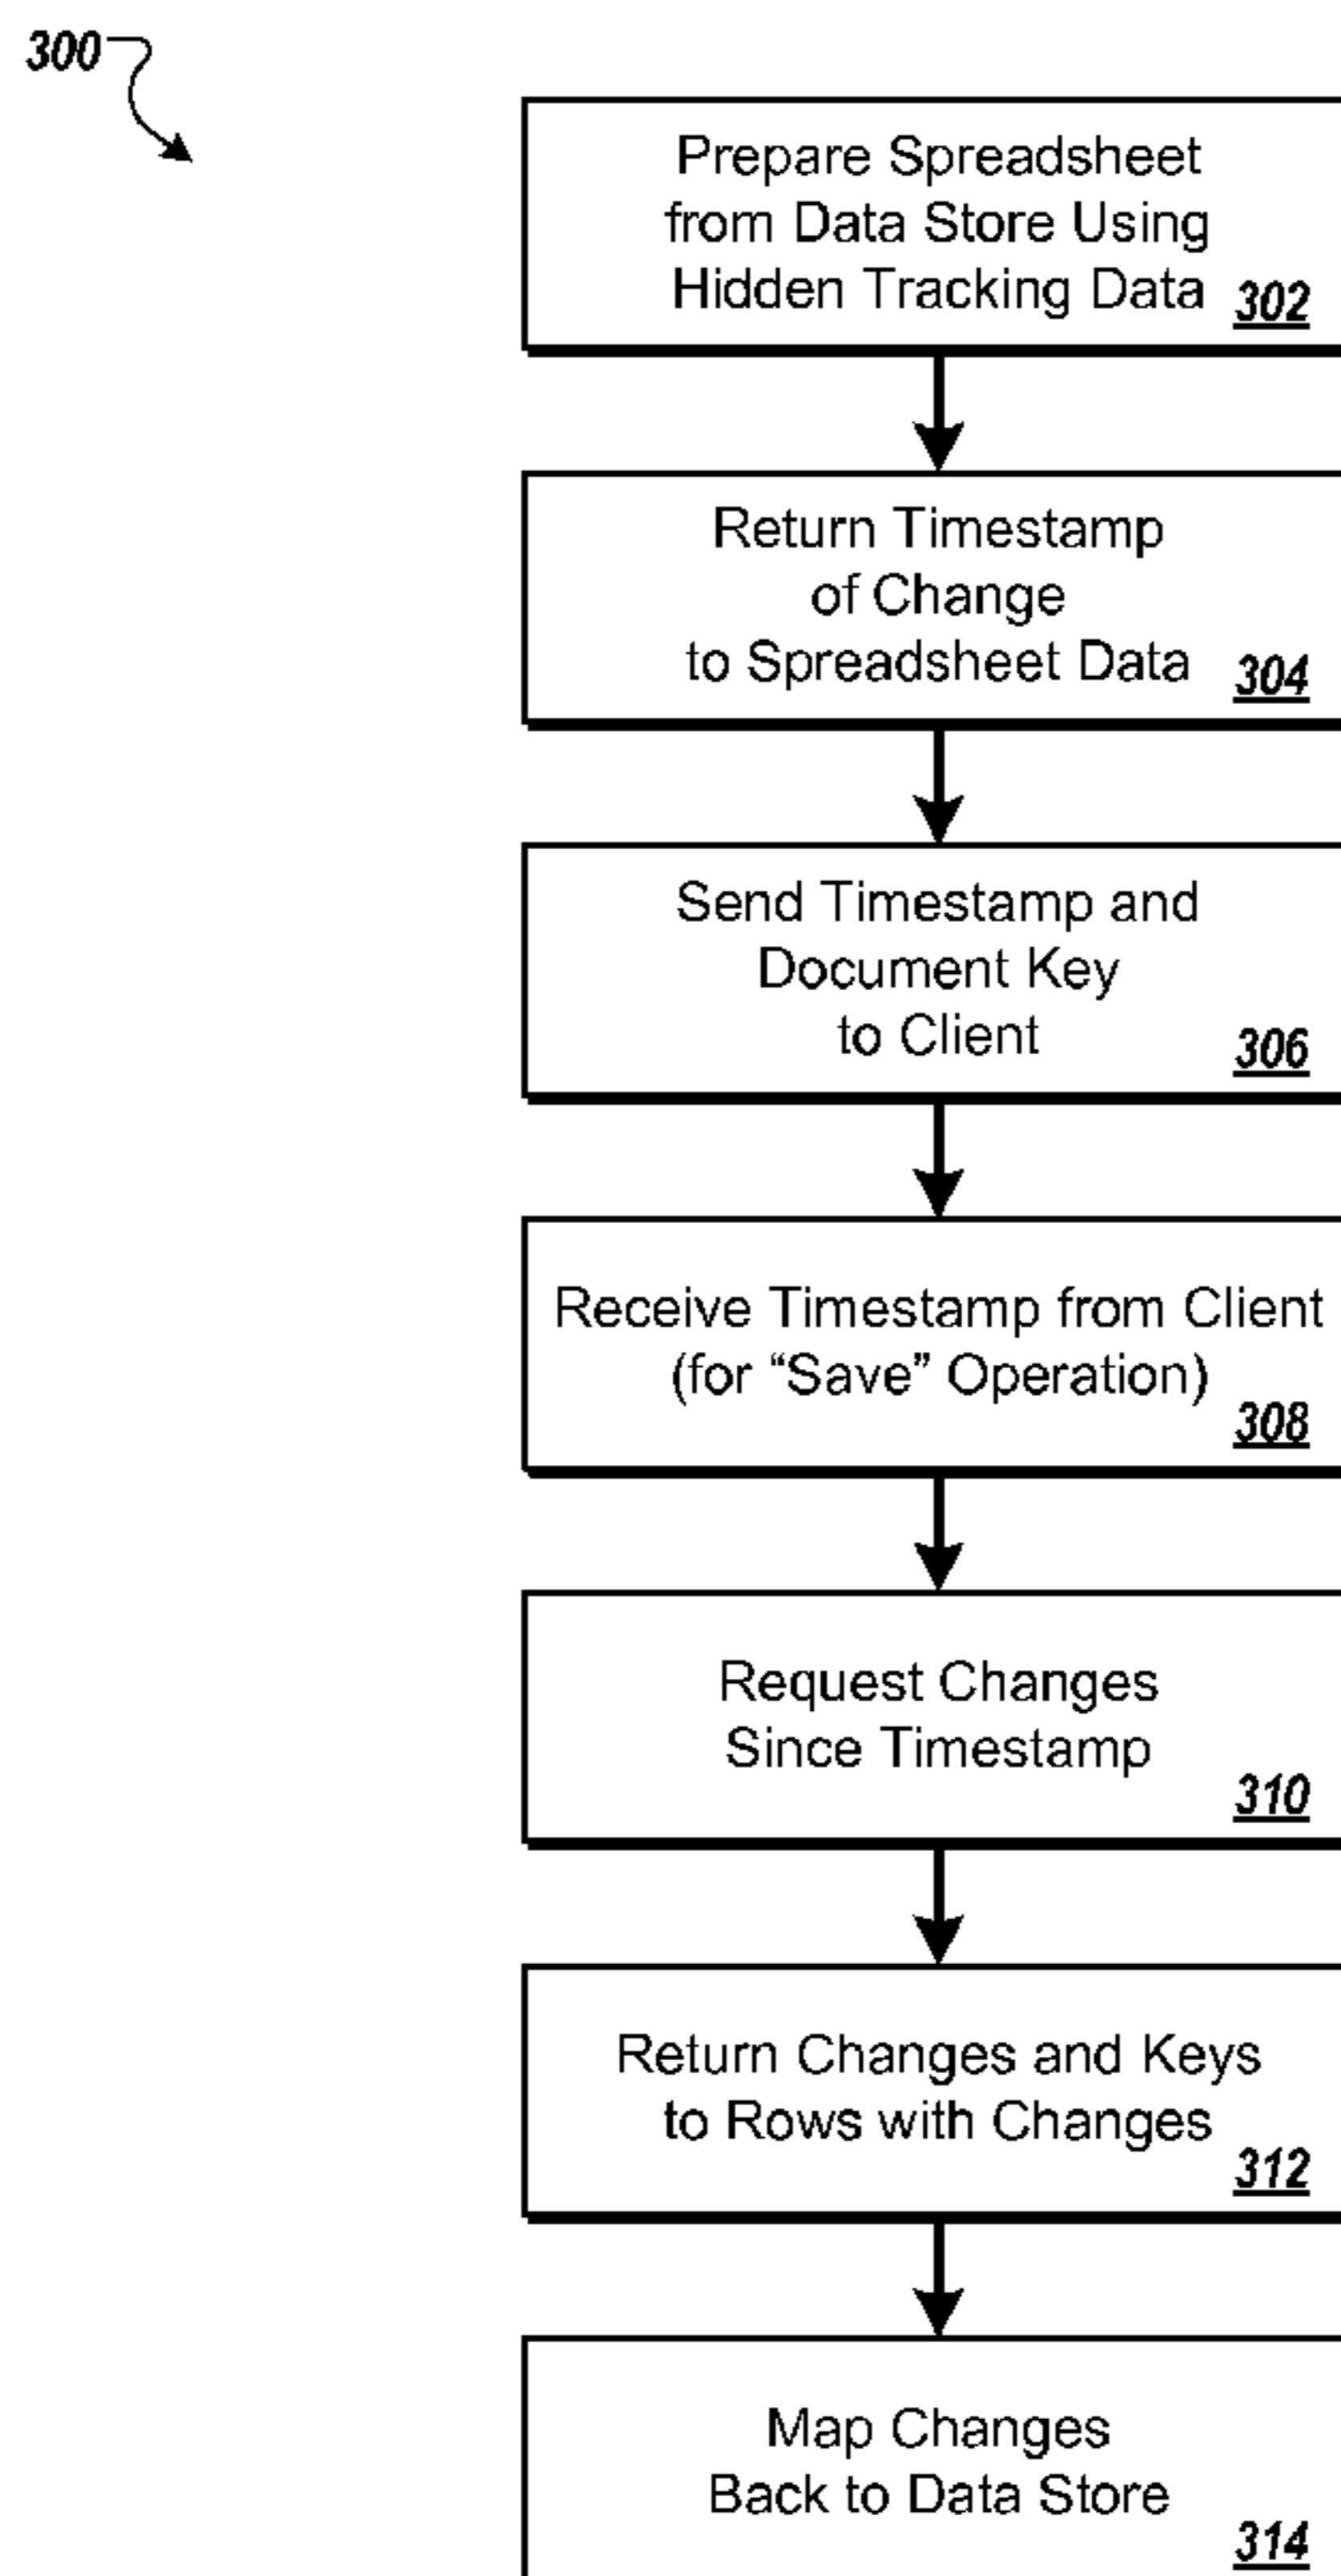 300
Prepare Spreadsheet
from Data Store Using
Hidden Tracking Data 302
Return Timestamp
of Change
to Spreadsheet Data 304
Send Timestamp and
Document Key
to Client 306
Receive Timestamp from Client
(for “Save” Operation)
308
Request Changes
Since Timestamp
310
Return Changes and Keys
to Rows with Changes
312
Map Changes
Back to Data Store
314